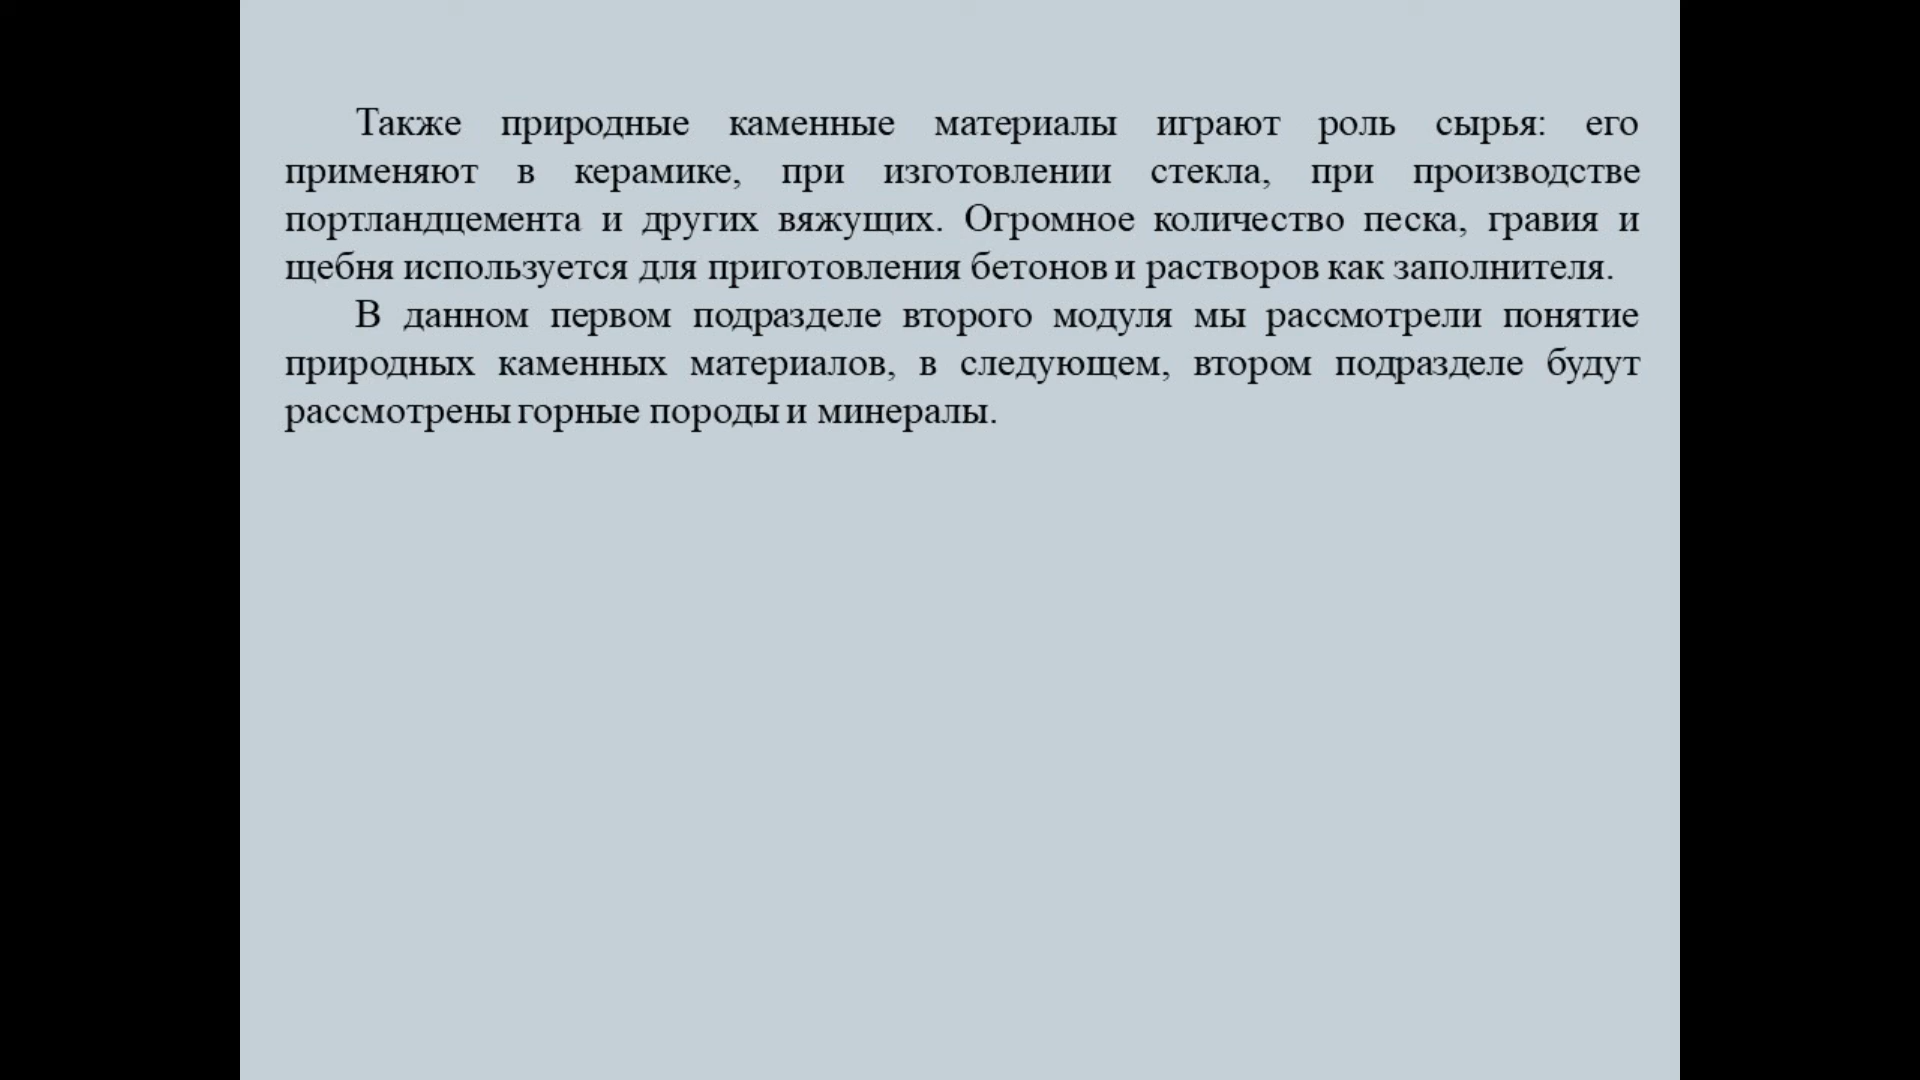 Также природные каменные материалы играют роль сырья: его
применяют в керамике, при изготовлении стекла, при производстве
портландцемента и других вяжущих. Огромное количество песка, гравия и
щебня используется для приготовления бетонов и растворов как заполнителя.
В данном первом подразделе второго модуля мы рассмотрели понятие
природных каменных материалов, в следующем, втором подразделе будут
рассмотрены горные породы и минералы.